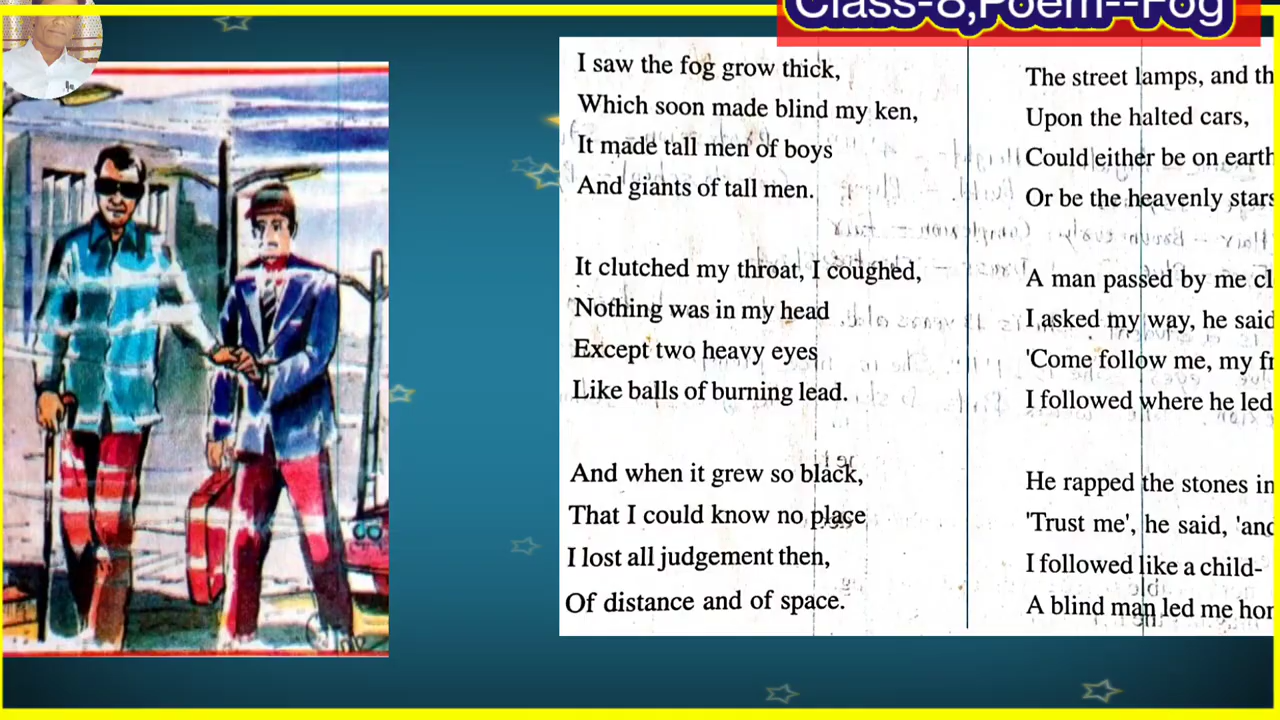 Class-8,Poem--Fog
I saw the fog grow thick,
Which soon made blind my ken,
It made tall men of boys
And giants of tall men.
It clutched my throat, I coughed,
Nothing was in my head
Except two heavy eyes
Like balls of burning lead.
And when it grew so black,
That I could know no place
I lost all judgement then,
Of distance and of space.
The street lamps, and th
Upon the halted cars,
Could either be on earth
Or be the heavenly stars
A man passed by me cl
I asked my way, he said
'Come follow me, my fr
I followed where he led
He rapped the stones in
'Trust me', he said, 'and
I followed like a child-
A blind man led me hom